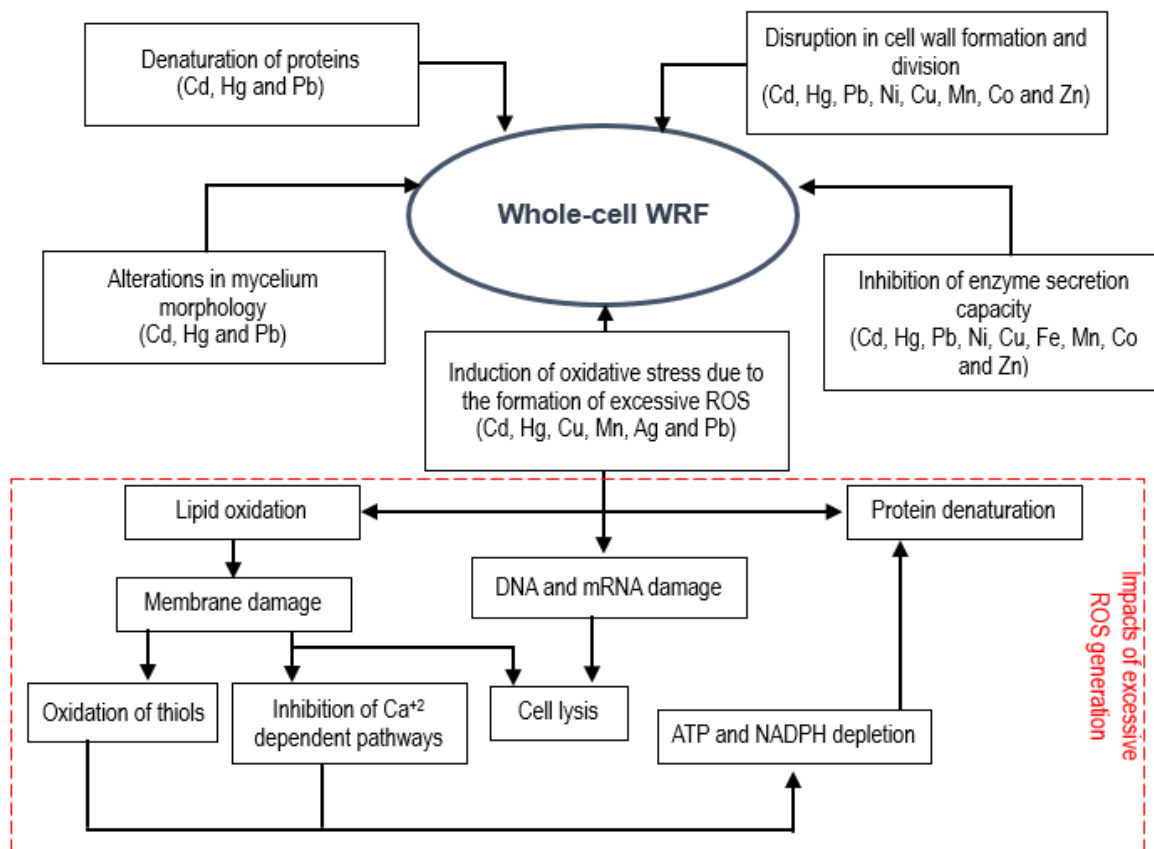 Denaturation of proteins
(Cd, Hg and Pb)
Disruption in cell wall formation and
division
(Cd, Hg, Pb, Ni, Cu, Mn, Co and Zn)
Whole-cell WRF
Alterations in mycelium
morphology
(Cd, Hg and Pb)
Inhibition of enzyme secretion
capacity
(Cd, Hg, Pb, Ni, Cu, Fe, Mn, Co
and Zn)
Induction of oxidative stress due to
the formation of excessive ROS
(Cd, Hg, Cu, Mn, Ag and Pb)
Lipid oxidation
Protein denaturation
Membrane damage
DNA and mRNA damage
Oxidation of thiols
Inhibition of Ca⁺²
dependent pathways
Cell lysis
ATP and NADPH depletion
Impacts of excessive
ROS generation